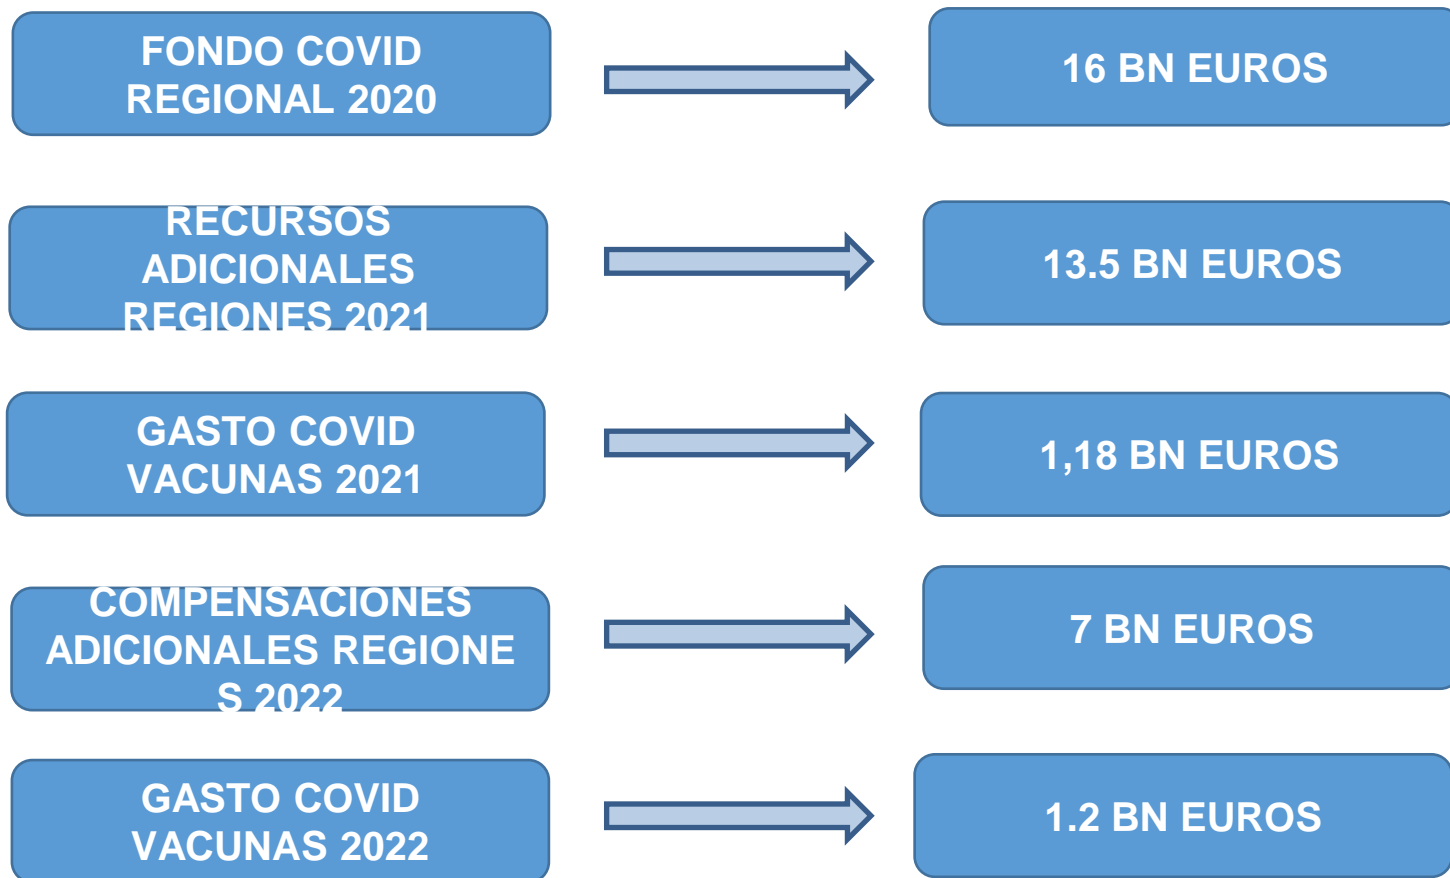 FONDO COVID
REGIONAL 2020
16 BN EUROS
RECURSOS
ADICIONALES
REGIONES 2021
13.5 BN EUROS
GASTO COVID
VACUNAS 2021
1,18 BN EUROS
COMPENSACIONES
ADICIONALES REGIONE
S 2022
7 BN EUROS
GASTO COVID
VACUNAS 2022
1.2 BN EUROS